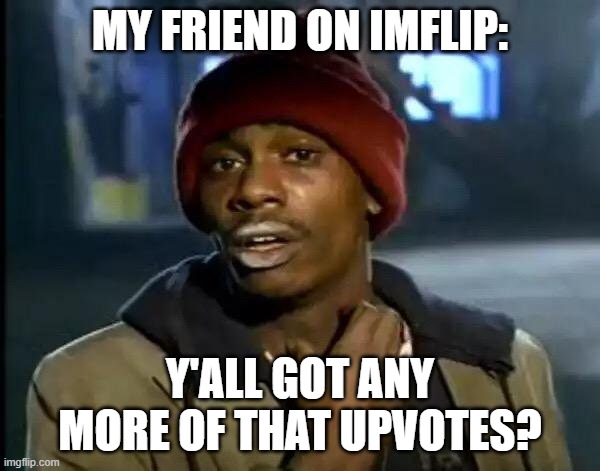 MY FRIEND ON IMFLIP:
Y'ALL GOT ANY
MORE OF THAT UPVOTES?
imgflip.com